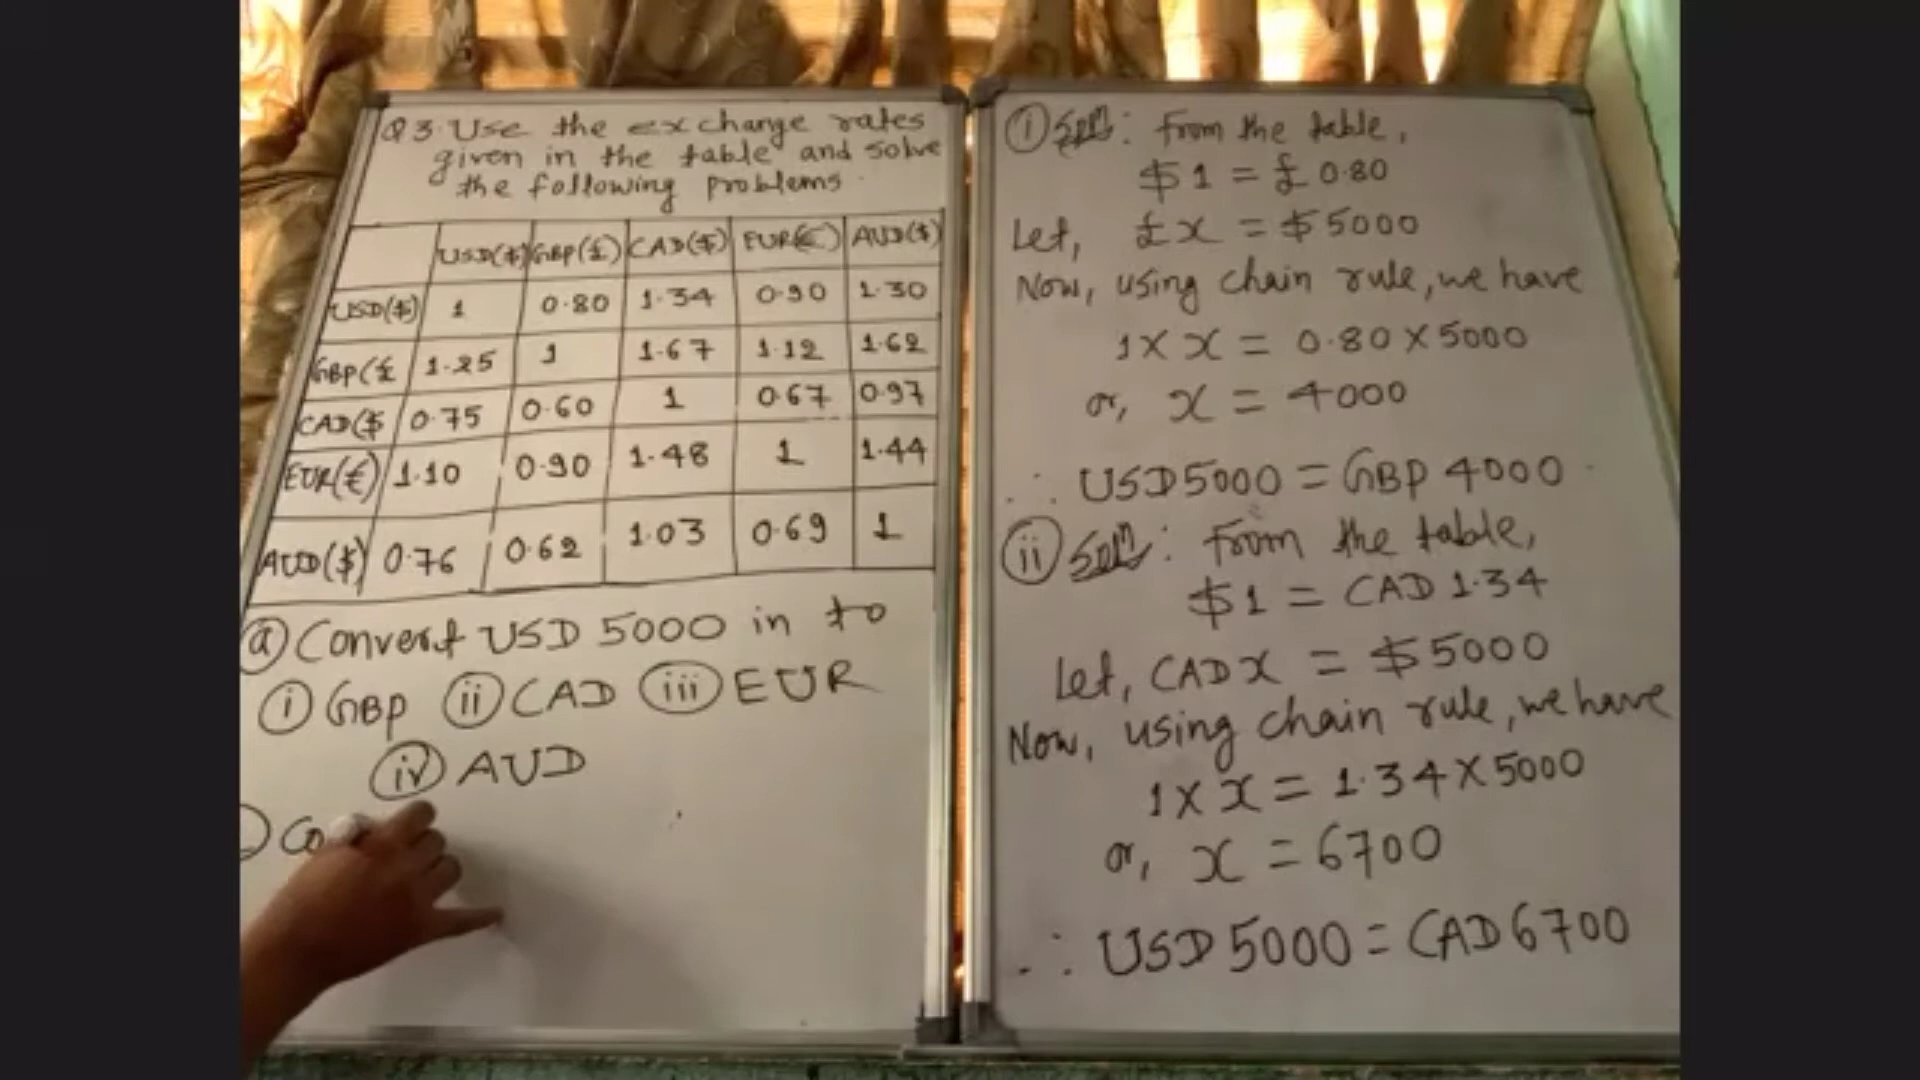 Q3. Use the exchange rates
given in the table and solve
the following problems.
USD($) GBP(£) CAD($) EUR(€) AUD($)
USD($) 1 0.80 1.34 0.90 1.30
GBP(£ 1.25 1 1.67 1.12 1.62
CAD($ 0.75 0.60 1 0.67 0.97
EUR(€) 1.10 0.90 1.48 1 1.44
AUD($) 0.76 0.62 1.03 0.69 1
a) Convert USD 5000 in to
i) GBP ii) CAD iii) EUR
iv) AUD
) Co
i) Soln: From the table,
$1 = £0.80
Let, £x = $5000
Now, using chain rule, we have
1 × x = 0.80 × 5000
or, x = 4000
∴ USD 5000 = GBP 4000
ii) Soln: From the table,
$1 = CAD 1.34
Let, CAD x = $5000
Now, using chain rule, we have
1 × x = 1.34 × 5000
or, x = 6700
∴ USD 5000 = CAD 6700